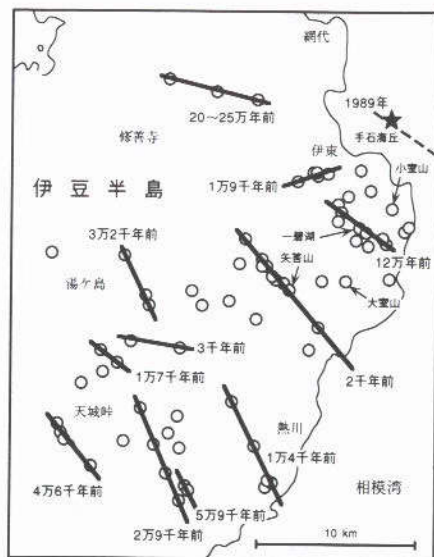 網代
1989年
手石海丘
20〜25万年前
修善寺
伊東
小室山
1万9千年前
伊豆半島
一碧湖
3万2千年前
矢筈山
12万年前
湯ケ島
大室山
3千年前
2千年前
1万7千年前
天城峠
熱川
1万4千年前
4万6千年前
5万9千年前
相模湾
2万9千年前
10 km